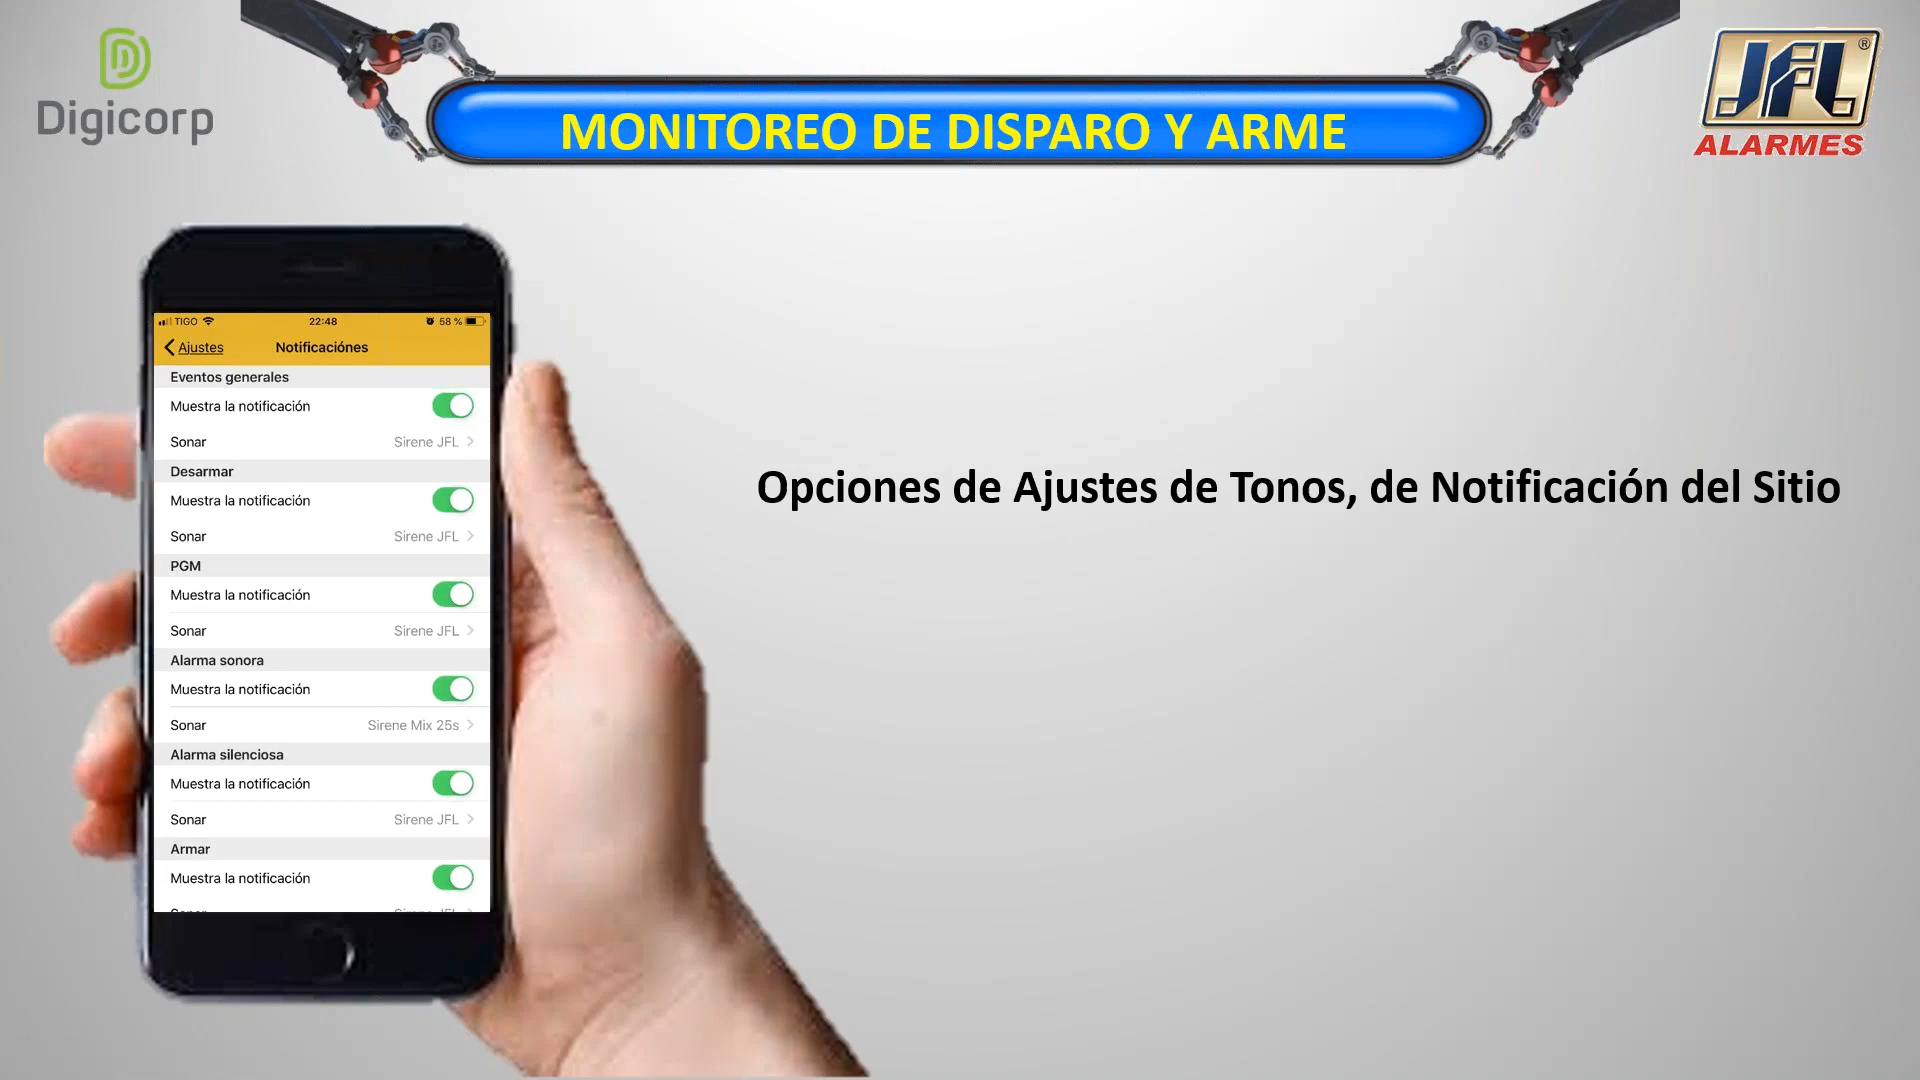 Digicorp
MONITOREO DE DISPARO Y ARME
JFL®
ALARMES
TIGO 22:48 58 %
Ajustes Notificaciónes
Eventos generales
Muestra la notificación
Sonar Sirene JFL
Desarmar
Muestra la notificación
Sonar Sirene JFL
PGM
Muestra la notificación
Sonar Sirene JFL
Alarma sonora
Muestra la notificación
Sonar Sirene Mix 25s
Alarma silenciosa
Muestra la notificación
Sonar Sirene JFL
Armar
Muestra la notificación
Opciones de Ajustes de Tonos, de Notificación del Sitio